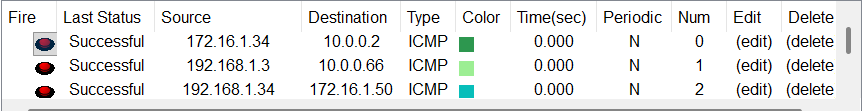 Fire Last Status Source Destination Type Color Time(sec) Periodic Num Edit Delete
Successful 172.16.1.34 10.0.0.2 ICMP 0.000 N 0 (edit) (delete
Successful 192.168.1.3 10.0.0.66 ICMP 0.000 N 1 (edit) (delete
Successful 192.168.1.34 172.16.1.50 ICMP 0.000 N 2 (edit) (delete